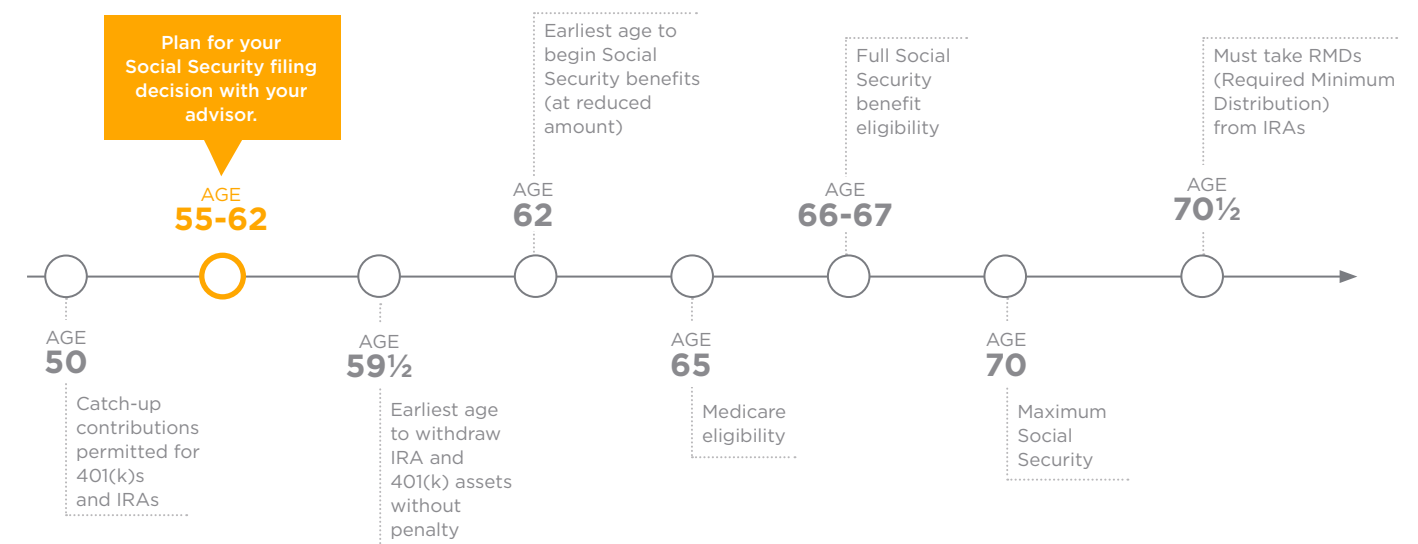 Plan for your
Social Security filing
decision with your
advisor.
AGE
55-62
Earliest age to
begin Social
Security benefits
(at reduced
amount)
AGE
62
Full Social
Security
benefit
eligibility
AGE
66-67
Must take RMDs
(Required Minimum
Distribution)
from IRAs
AGE
70½
AGE
50
Catch-up
contributions
permitted for
401(k)s
and IRAs
AGE
59½
Earliest age
to withdraw
IRA and
401(k) assets
without
penalty
AGE
65
Medicare
eligibility
AGE
70
Maximum
Social
Security